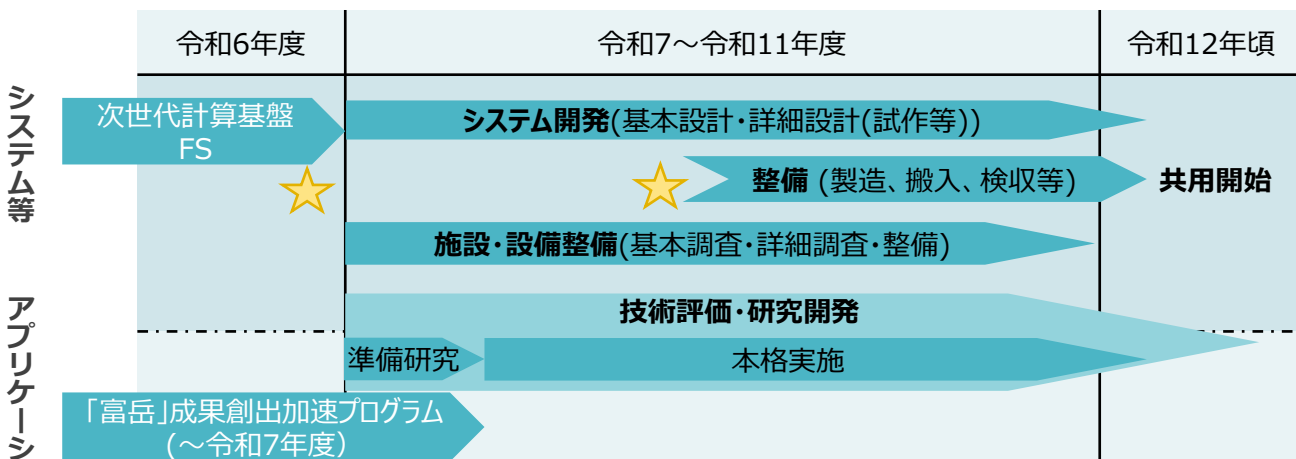 令和6年度
令和7～令和11年度
令和12年頃
システム等
次世代計算基盤
FS
システム開発(基本設計・詳細設計(試作等))
整備 (製造、搬入、検収等)
共用開始
施設・設備整備(基本調査・詳細調査・整備)
アプリケーシ
技術評価・研究開発
準備研究
本格実施
「富岳」成果創出加速プログラム
(～令和7年度）